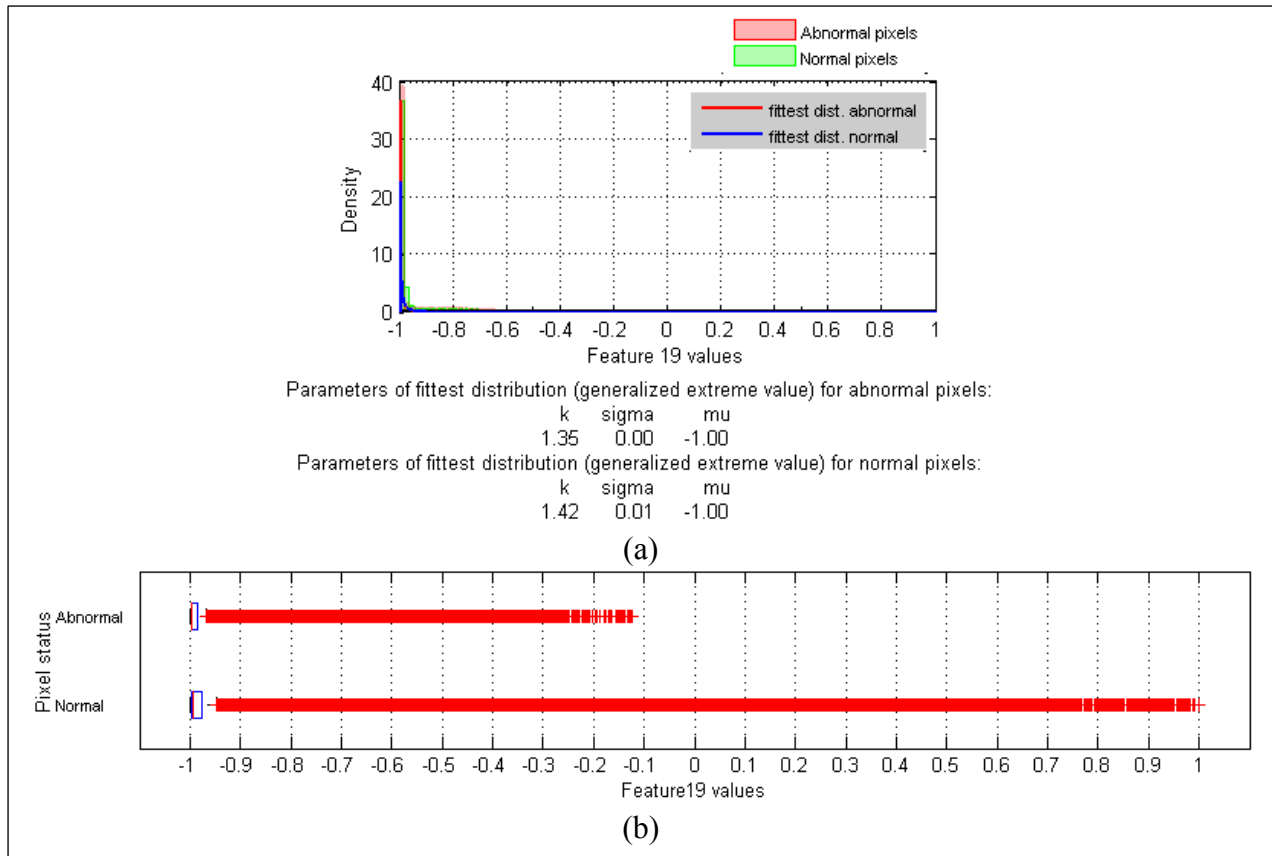 Abnormal pixels
Normal pixels
fittest dist. abnormal
fittest dist. normal
Density
40
30
20
10
0
-1 -0.8 -0.6 -0.4 -0.2 0 0.2 0.4 0.6 0.8 1
Feature 19 values
Parameters of fittest distribution (generalized extreme value) for abnormal pixels:
k sigma mu
1.35 0.00 -1.00
Parameters of fittest distribution (generalized extreme value) for normal pixels:
k sigma mu
1.42 0.01 -1.00
(a)
Pixel status
Abnormal
Normal
-1 -0.9 -0.8 -0.7 -0.6 -0.5 -0.4 -0.3 -0.2 -0.1 0 0.1 0.2 0.3 0.4 0.5 0.6 0.7 0.8 0.9 1
Feature19 values
(b)